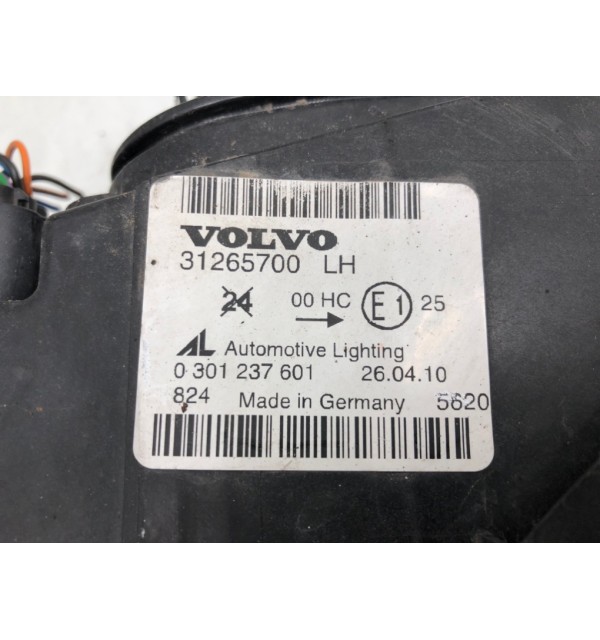 VOLVO
31265700 LH
24 00 HC E1 25
AL Automotive Lighting
0 301 237 601 26.04.10
824 Made in Germany 5620